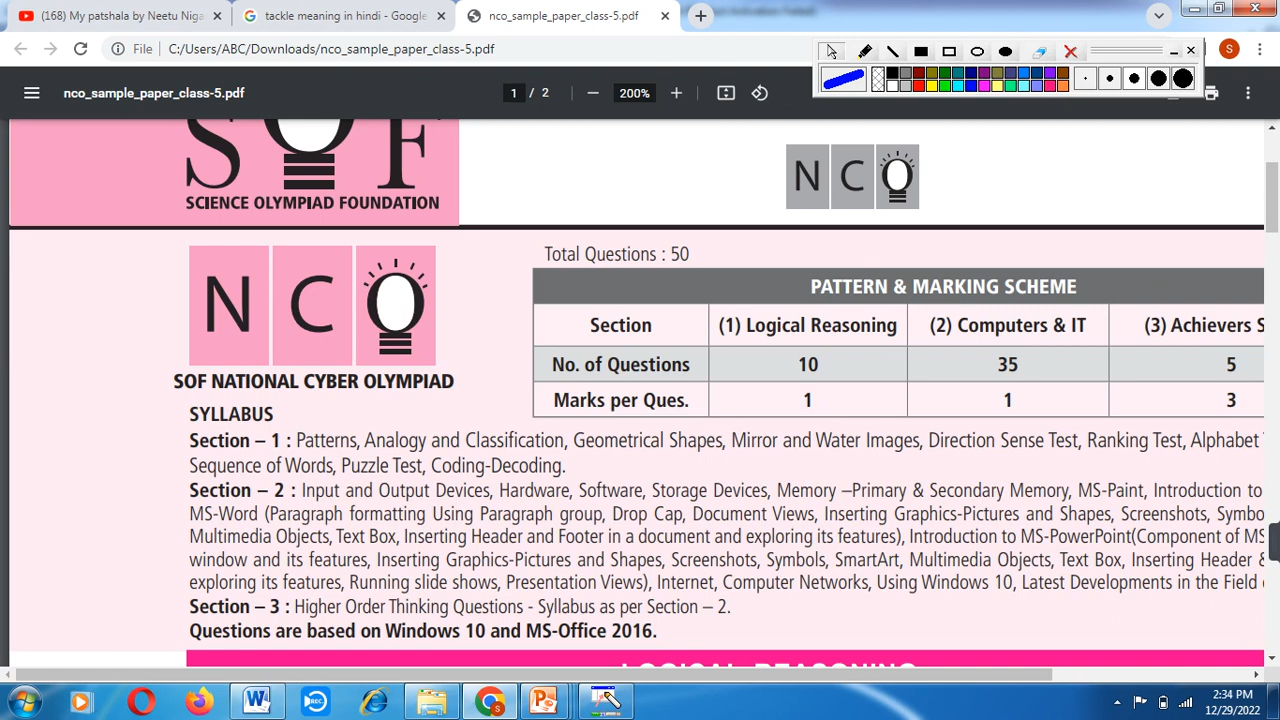 (168) My patshala by Neetu Niga
tackle meaning in hindi - Google
nco_sample_paper_class-5.pdf
File C:/Users/ABC/Downloads/nco_sample_paper_class-5.pdf
S
nco_sample_paper_class-5.pdf
1 / 2
200%
SOF
SCIENCE OLYMPIAD FOUNDATION
NCO
NCO
SOF NATIONAL CYBER OLYMPIAD
Total Questions : 50
PATTERN & MARKING SCHEME
Section (1) Logical Reasoning (2) Computers & IT (3) Achievers S
No. of Questions 10 35 5
Marks per Ques. 1 1 3
SYLLABUS
Section – 1 : Patterns, Analogy and Classification, Geometrical Shapes, Mirror and Water Images, Direction Sense Test, Ranking Test, Alphabet
Sequence of Words, Puzzle Test, Coding-Decoding.
Section – 2 : Input and Output Devices, Hardware, Software, Storage Devices, Memory –Primary & Secondary Memory, MS-Paint, Introduction to
MS-Word (Paragraph formatting Using Paragraph group, Drop Cap, Document Views, Inserting Graphics-Pictures and Shapes, Screenshots, Symbo
Multimedia Objects, Text Box, Inserting Header and Footer in a document and exploring its features), Introduction to MS-PowerPoint(Component of MS
window and its features, Inserting Graphics-Pictures and Shapes, Screenshots, Symbols, SmartArt, Multimedia Objects, Text Box, Inserting Header &
exploring its features, Running slide shows, Presentation Views), Internet, Computer Networks, Using Windows 10, Latest Developments in the Field
Section – 3 : Higher Order Thinking Questions - Syllabus as per Section – 2.
Questions are based on Windows 10 and MS-Office 2016.
LOGICAL REASONING
REC
S
2:34 PM
12/29/2022